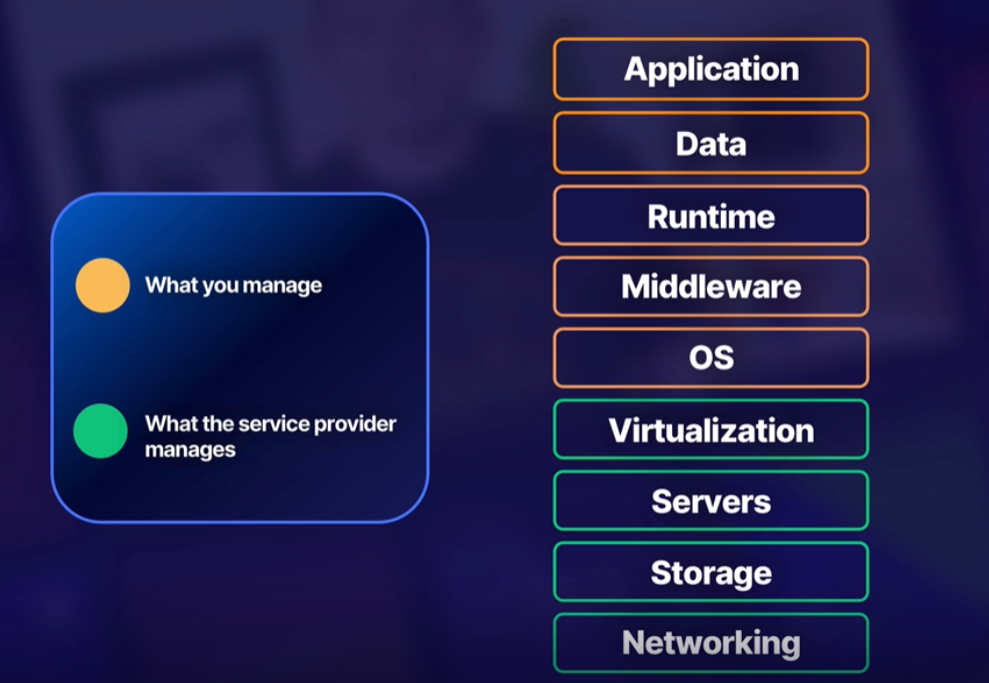 Application
Data
Runtime
What you manage
Middleware
OS
What the service provider
manages
Virtualization
Servers
Storage
Networking